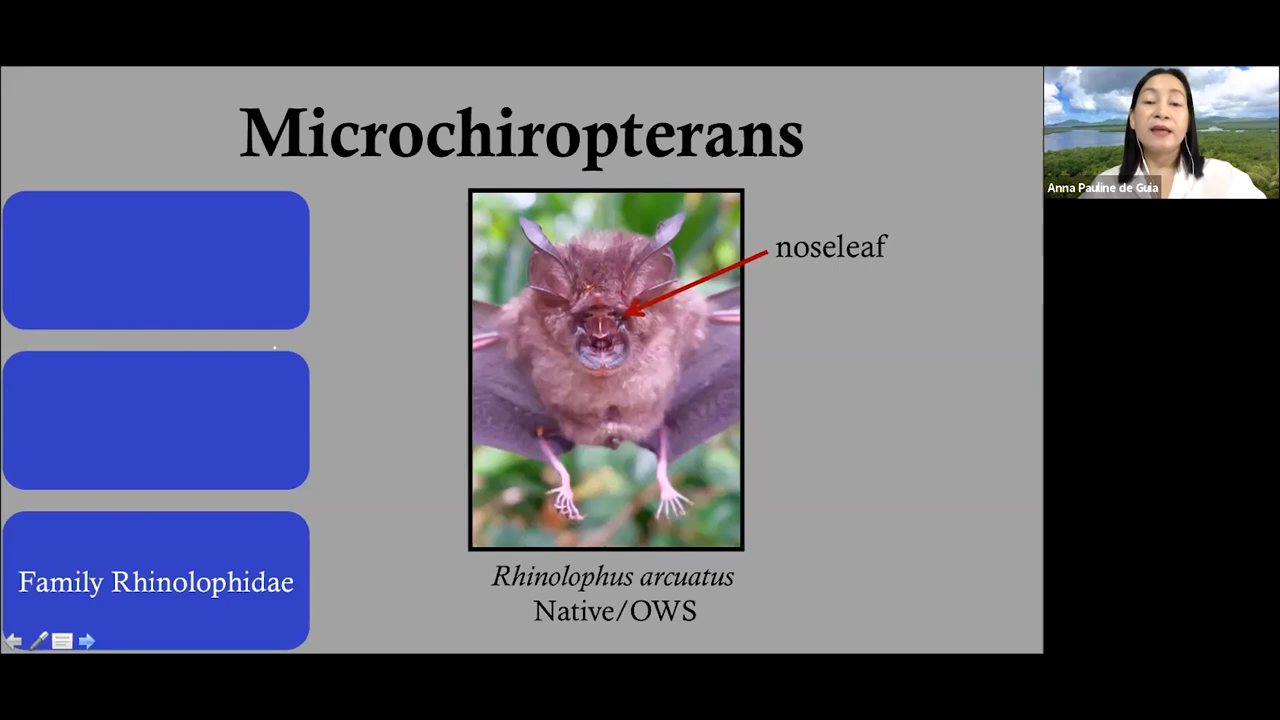 Microchiropterans
noseleaf
Family Rhinolophidae
Rhinolophus arcuatus
Native/OWS
Anna Pauline de Guia